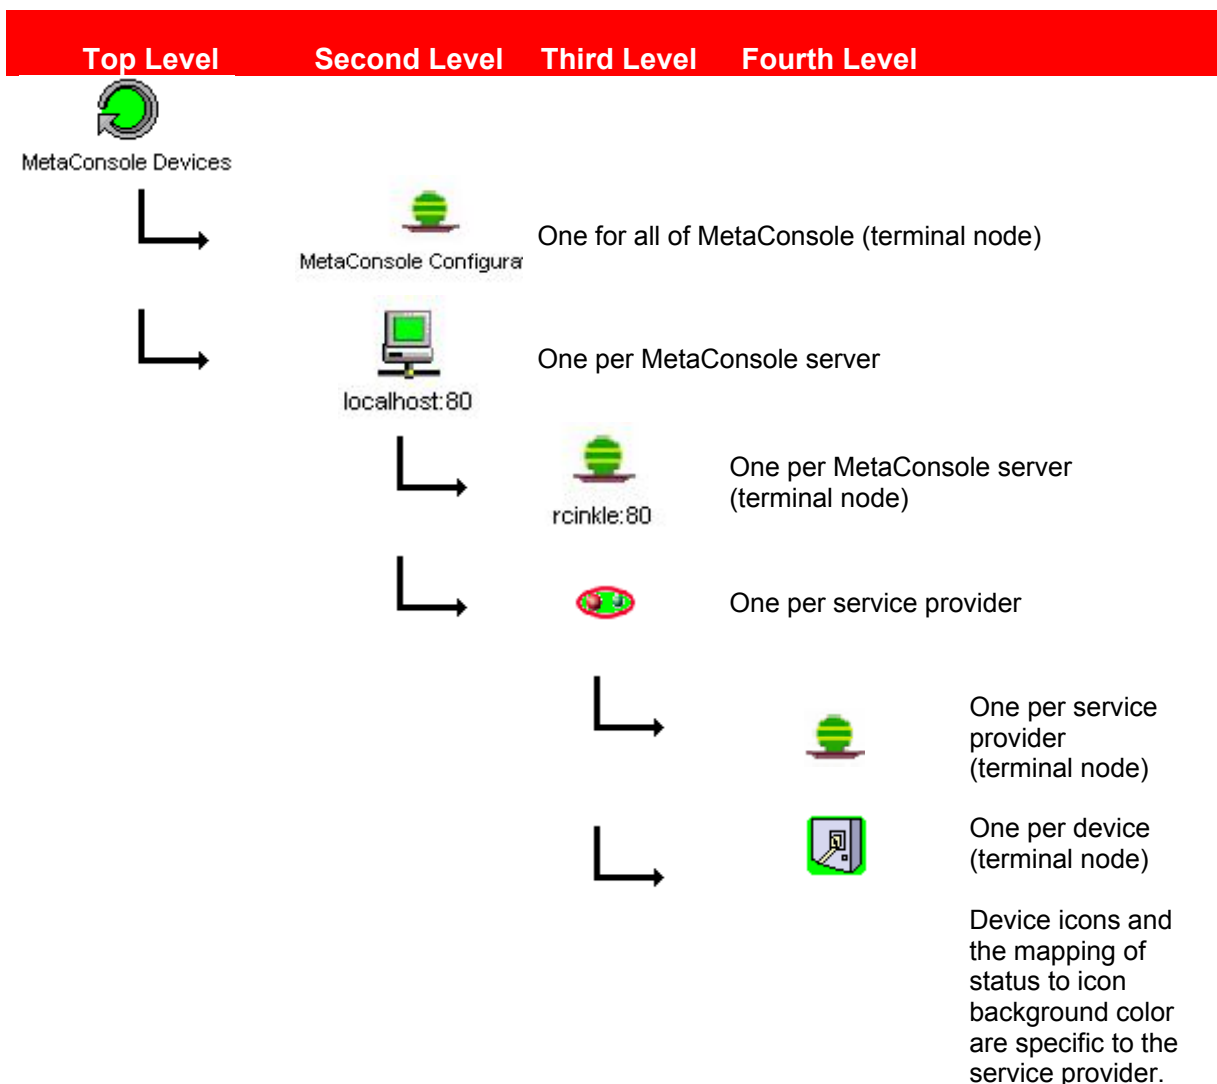 Top Level Second Level Third Level Fourth Level
MetaConsole Devices
One for all of MetaConsole (terminal node)
MetaConsole Configura
One per MetaConsole server
localhost:80
One per MetaConsole server
(terminal node)
rcinkle:80
One per service provider
One per service
provider
(terminal node)
One per device
(terminal node)
Device icons and
the mapping of
status to icon
background color
are specific to the
service provider.